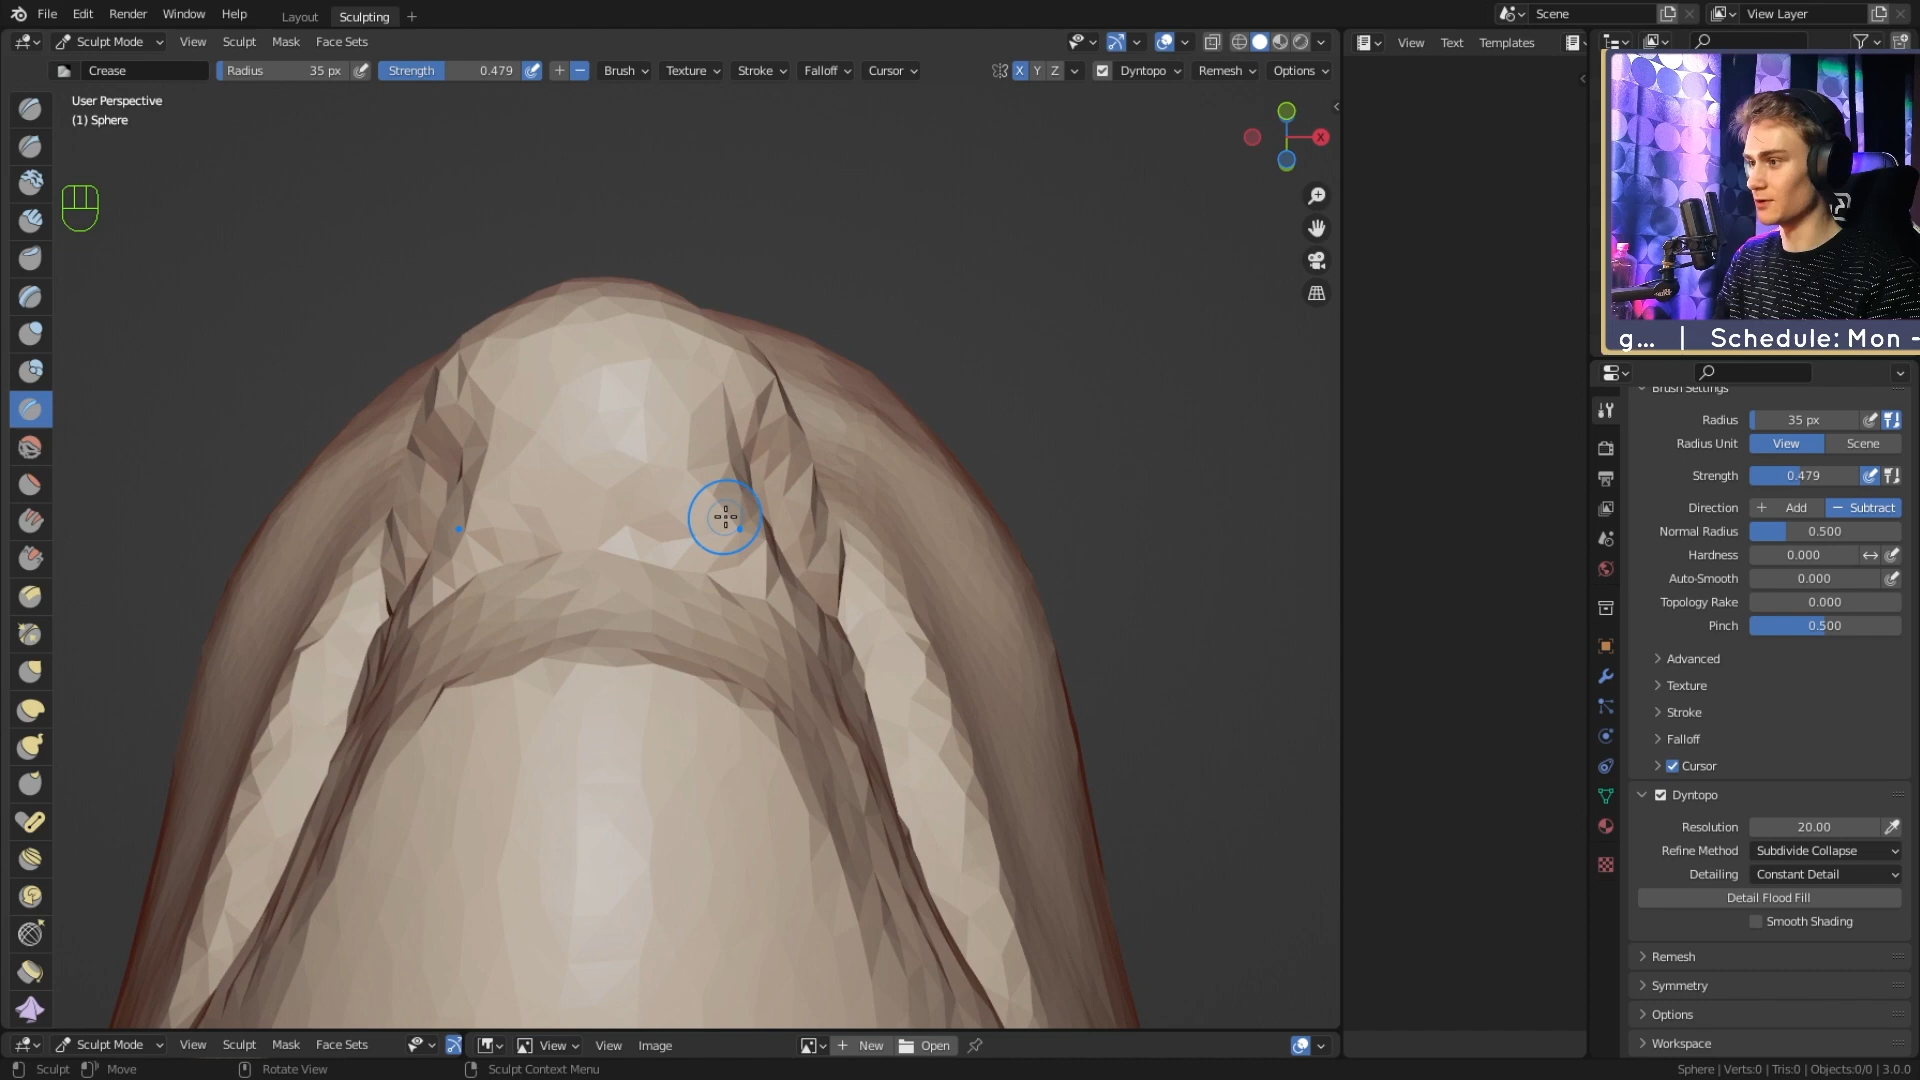 File Edit Render Window Help Layout Sculpting + Scene View Layer
Sculpt Mode View Sculpt Mask Face Sets View Text Templates
Crease Radius 35 px Strength 0.479 + − Brush Texture Stroke Falloff Cursor X Y Z Dyntopo Remesh Options
User Perspective
(1) Sphere
X
g... | Schedule: Mon -
Brush Settings
Radius 35 px
Radius Unit View Scene
Strength 0.479
Direction + Add − Subtract
Normal Radius 0.500
Hardness 0.000
Auto-Smooth 0.000
Topology Rake 0.000
Pinch 0.500
Advanced
Texture
Stroke
Falloff
Cursor
Dyntopo
Resolution 20.00
Refine Method Subdivide Collapse
Detailing Constant Detail
Detail Flood Fill
Smooth Shading
Remesh
Symmetry
Options
Workspace
Sculpt Mode View Sculpt Mask Face Sets View View Image + New Open
Sculpt Move Rotate View Sculpt Context Menu Sphere | Verts:0 | Tris:0 | Objects:0/0 | 3.0.0